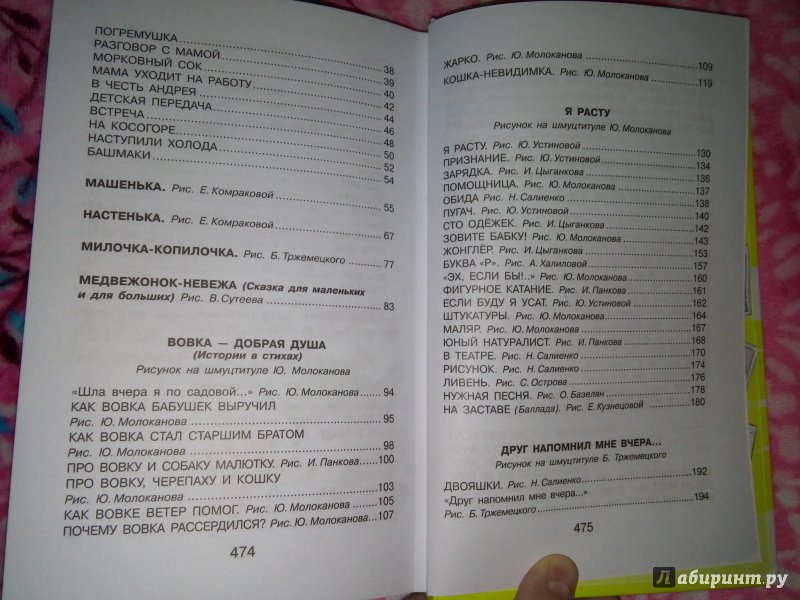 ПОГРЕМУШКА
РАЗГОВОР С МАМОЙ 38
МОРКОВНЫЙ СОК 39
МАМА УХОДИТ НА РАБОТУ 40
В ЧЕСТЬ АНДРЕЯ 42
ДЕТСКАЯ ПЕРЕДАЧА 44
ВСТРЕЧА 46
НА КОСОГОРЕ 48
НАСТУПИЛИ ХОЛОДА 50
БАШМАКИ 52
54
МАШЕНЬКА. Рис. Е. Комраковой 55
НАСТЕНЬКА. Рис. Е. Комраковой 67
МИЛОЧКА-КОПИЛОЧКА. Рис. Б. Тржемецкого 77
МЕДВЕЖОНОК-НЕВЕЖА (Сказка для маленьких
и для больших) Рис. В. Сутеева 83
ВОВКА — ДОБРАЯ ДУША
(Истории в стихах)
Рисунок на шмуцтитуле Ю. Молоканова
«Шла вчера я по садовой...» Рис. Ю. Молоканова 94
КАК ВОВКА БАБУШЕК ВЫРУЧИЛ
Рис. Ю. Молоканова 95
КАК ВОВКА СТАЛ СТАРШИМ БРАТОМ
Рис. Ю. Молоканова 98
ПРО ВОВКУ И СОБАКУ МАЛЮТКУ. Рис. И. Панкова 100
ПРО ВОВКУ, ЧЕРЕПАХУ И КОШКУ
Рис. Ю. Молоканова 103
КАК ВОВКЕ ВЕТЕР ПОМОГ. Рис. Ю. Молоканова 105
ПОЧЕМУ ВОВКА РАССЕРДИЛСЯ? Рис. Ю. Молоканова 107
474
ЖАРКО. Рис. Ю. Молоканова 109
КОШКА-НЕВИДИМКА. Рис. Ю. Молоканова 119
Я РАСТУ
Рисунок на шмуцтитуле Ю. Молоканова
Я РАСТУ. Рис. Ю. Устиновой 130
ПРИЗНАНИЕ. Рис. Ю. Устиновой 134
ЗАРЯДКА. Рис. И. Цыганкова 136
ПОМОЩНИЦА. Рис. Ю. Молоканова 137
ОБИДА Рис. Н. Салиенко 138
ПУГАЧ. Рис. Ю. Устиновой 140
СТО ОДЁЖЕК. Рис. И. Цыганкова 142
ЗОВИТЕ БАБКУ! Рис. Ю. Молоканова 143
ЖОНГЛЁР. Рис. И. Цыганкова 150
БУКВА «Р». Рис. А. Халиловой 157
«ЭХ, ЕСЛИ БЫ!..» Рис. Ю. Молоканова 160
ФИГУРНОЕ КАТАНИЕ. Рис. И. Панкова 161
ЕСЛИ БУДУ Я УСАТ. Рис. Ю. Устиновой 162
ШТУКАТУРЫ. Рис. Ю. Молоканова 164
МАЛЯР. Рис. Ю. Молоканова 167
ЮНЫЙ НАТУРАЛИСТ. Рис. И. Панкова 168
В ТЕАТРЕ. Рис. Н. Салиенко 170
РИСУНОК. Рис. Н. Салиенко 174
ЛИВЕНЬ. Рис. С. Острова 176
НУЖНАЯ ПЕСНЯ. Рис. О. Базелян 178
НА ЗАСТАВЕ (Баллада). Рис. Е. Кузнецовой 180
ДРУГ НАПОМНИЛ МНЕ ВЧЕРА...
Рисунок на шмуцтитуле Б. Тржемецкого
ДВОЯШКИ. Рис. Н. Салиенко 192
«Друг напомнил мне вчера...»
Рис. Б. Тржемецкого 194
475
Лабиринт.ру